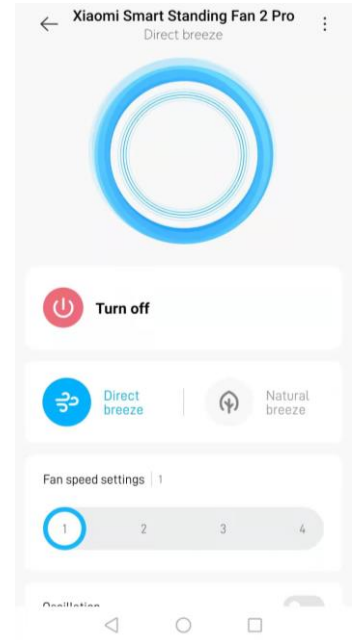 Xiaomi Smart Standing Fan 2 Pro
Direct breeze
Turn off
Direct
breeze
Natural
breeze
Fan speed settings | 1
1 2 3 4
Oscillation